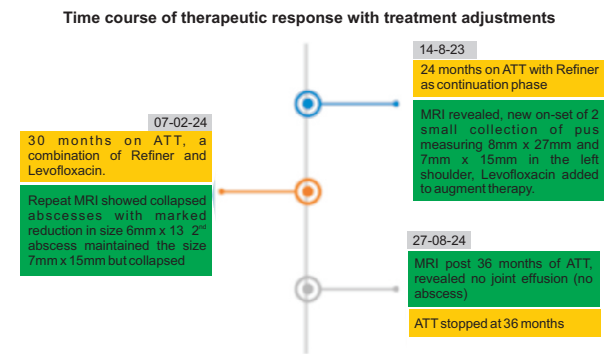 Time course of therapeutic response with treatment adjustments
14-8-23
24 months on ATT with Refiner
as continuation phase
MRI revealed, new on-set of 2
small collection of pus
measuring 8mm x 27mm and
7mm x 15mm in the left
shoulder, Levofloxacin added
to augment therapy.
07-02-24
30 months on ATT, a
combination of Refiner and
Levofloxacin.
Repeat MRI showed collapsed
abscesses with marked
reduction in size 6mm x 13 2nd
abscess maintained the size
7mm x 15mm but collapsed
27-08-24
MRI post 36 months of ATT,
revealed no joint effusion (no
abscess)
ATT stopped at 36 months